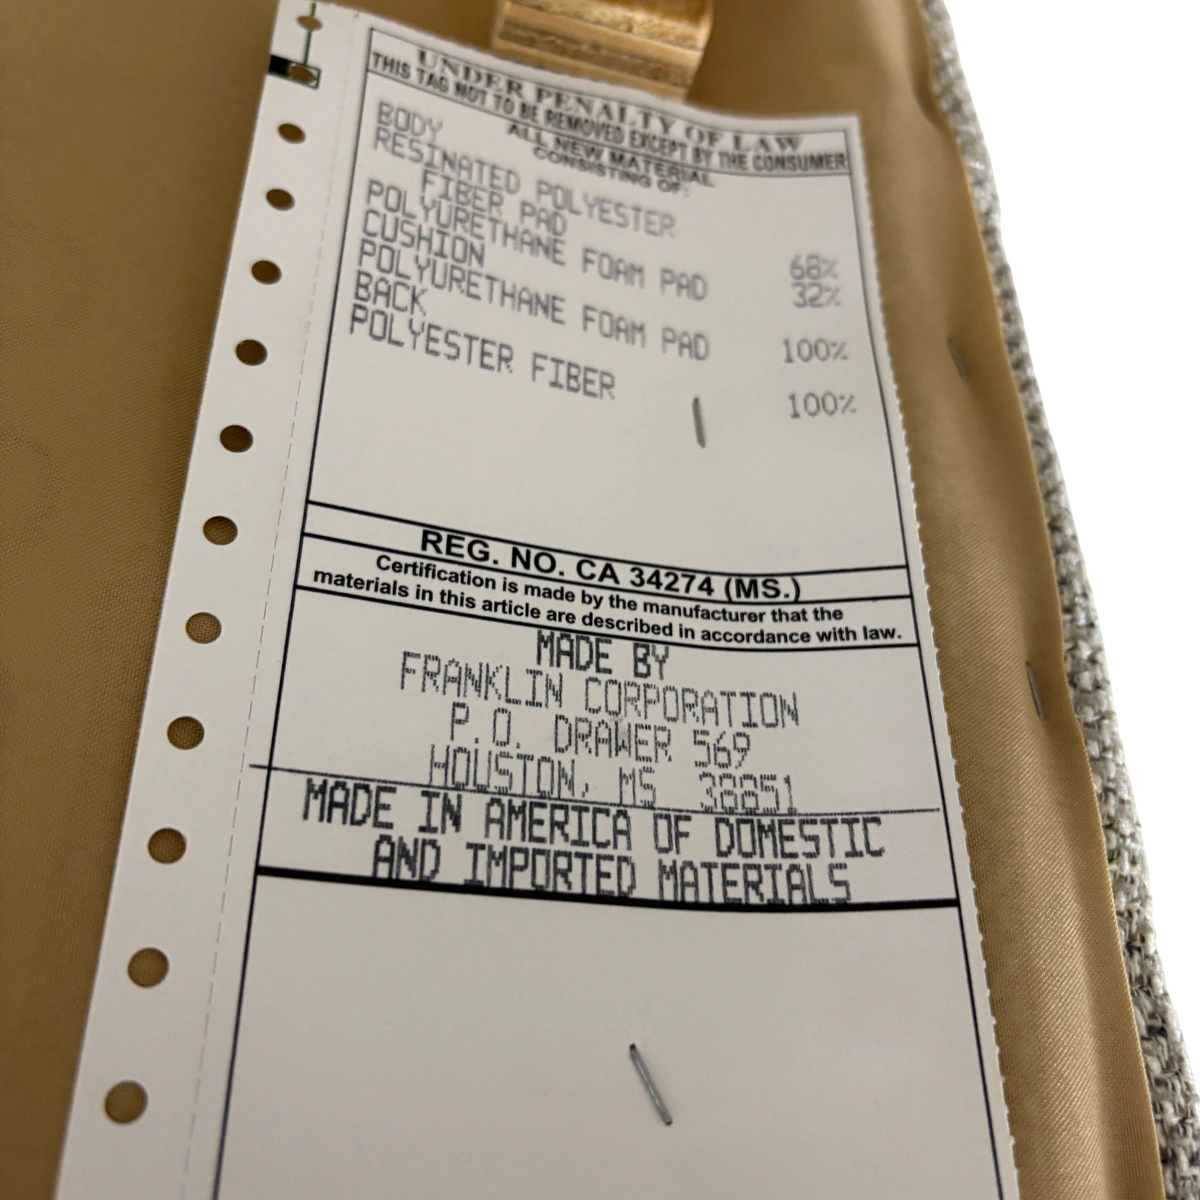 UNDER PENALTY OF LAW
THIS TAG NOT TO BE REMOVED EXCEPT BY THE CONSUMER
ALL NEW MATERIAL
CONSISTING OF:
BODY
RESINATED POLYESTER
FIBER PAD 68%
POLYURETHANE FOAM PAD 32%
CUSHION
POLYURETHANE FOAM PAD 100%
BACK
POLYESTER FIBER 100%
REG. NO. CA 34274 (MS.)
Certification is made by the manufacturer that the
materials in this article are described in accordance with law.
MADE BY
FRANKLIN CORPORATION
P.O. DRAWER 569
HOUSTON, MS 38851
MADE IN AMERICA OF DOMESTIC
AND IMPORTED MATERIALS